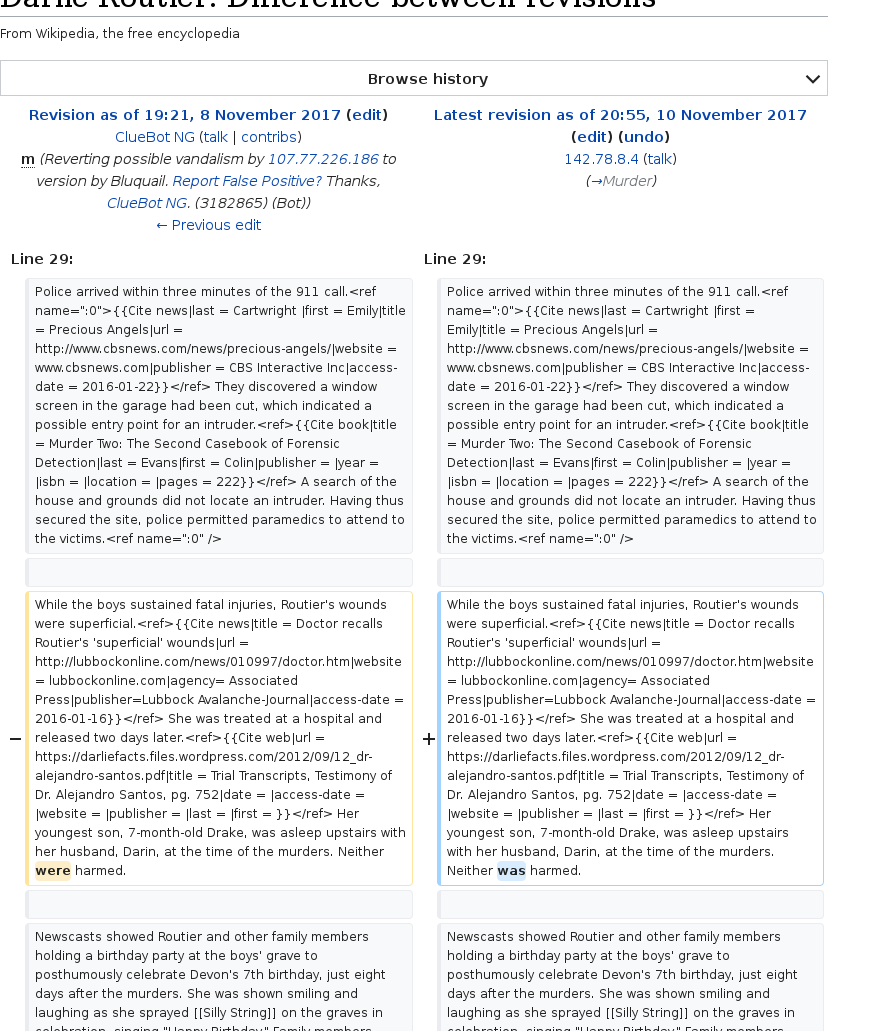 Darlie Routier: Difference between revisions
From Wikipedia, the free encyclopedia
Browse history
Revision as of 19:21, 8 November 2017 (edit)
ClueBot NG (talk | contribs)
m (Reverting possible vandalism by 107.77.226.186 to
version by Bluquail. Report False Positive? Thanks,
ClueBot NG. (3182865) (Bot))
← Previous edit
Latest revision as of 20:55, 10 November 2017
(edit) (undo)
142.78.8.4 (talk)
(→Murder)
Line 29:
Line 29:
Police arrived within three minutes of the 911 call.<ref
name=":0">{{Cite news|last = Cartwright |first = Emily|title
= Precious Angels|url =
http://www.cbsnews.com/news/precious-angels/|website =
www.cbsnews.com|publisher = CBS Interactive Inc|access-
date = 2016-01-22}}</ref> They discovered a window
screen in the garage had been cut, which indicated a
possible entry point for an intruder.<ref>{{Cite book|title
= Murder Two: The Second Casebook of Forensic
Detection|last = Evans|first = Colin|publisher = |year =
|isbn = |location = |pages = 222}}</ref> A search of the
house and grounds did not locate an intruder. Having thus
secured the site, police permitted paramedics to attend to
the victims.<ref name=":0" />
Police arrived within three minutes of the 911 call.<ref
name=":0">{{Cite news|last = Cartwright |first =
Emily|title = Precious Angels|url =
http://www.cbsnews.com/news/precious-angels/|website =
www.cbsnews.com|publisher = CBS Interactive Inc|access-
date = 2016-01-22}}</ref> They discovered a window
screen in the garage had been cut, which indicated a
possible entry point for an intruder.<ref>{{Cite book|title
= Murder Two: The Second Casebook of Forensic
Detection|last = Evans|first = Colin|publisher = |year =
|isbn = |location = |pages = 222}}</ref> A search of the
house and grounds did not locate an intruder. Having thus
secured the site, police permitted paramedics to attend to
the victims.<ref name=":0" />
−
While the boys sustained fatal injuries, Routier's wounds
were superficial.<ref>{{Cite news|title = Doctor recalls
Routier's 'superficial' wounds|url =
http://lubbockonline.com/news/010997/doctor.htm|website
= lubbockonline.com|agency= Associated
Press|publisher=Lubbock Avalanche-Journal|access-date =
2016-01-16}}</ref> She was treated at a hospital and
released two days later.<ref>{{Cite web|url =
https://darliefacts.files.wordpress.com/2012/09/12_dr-
alejandro-santos.pdf|title = Trial Transcripts, Testimony of
Dr. Alejandro Santos, pg. 752|date = |access-date =
|website = |publisher = |last = |first = }}</ref> Her
youngest son, 7-month-old Drake, was asleep upstairs with
her husband, Darin, at the time of the murders. Neither
were harmed.
+
While the boys sustained fatal injuries, Routier's wounds
were superficial.<ref>{{Cite news|title = Doctor recalls
Routier's 'superficial' wounds|url =
http://lubbockonline.com/news/010997/doctor.htm|website
= lubbockonline.com|agency= Associated
Press|publisher=Lubbock Avalanche-Journal|access-date =
2016-01-16}}</ref> She was treated at a hospital and
released two days later.<ref>{{Cite web|url =
https://darliefacts.files.wordpress.com/2012/09/12_dr-
alejandro-santos.pdf|title = Trial Transcripts, Testimony of
Dr. Alejandro Santos, pg. 752|date = |access-date =
|website = |publisher = |last = |first = }}</ref> Her
youngest son, 7-month-old Drake, was asleep upstairs
with her husband, Darin, at the time of the murders.
Neither was harmed.
Newscasts showed Routier and other family members
holding a birthday party at the boys' grave to
posthumously celebrate Devon's 7th birthday, just eight
days after the murders. She was shown smiling and
laughing as she sprayed [[Silly String]] on the graves in
celebration, singing "Happy Birthday." Family members
Newscasts showed Routier and other family members
holding a birthday party at the boys' grave to
posthumously celebrate Devon's 7th birthday, just eight
days after the murders. She was shown smiling and
laughing as she sprayed [[Silly String]] on the graves in
celebration, singing "Happy Birthday." Family members